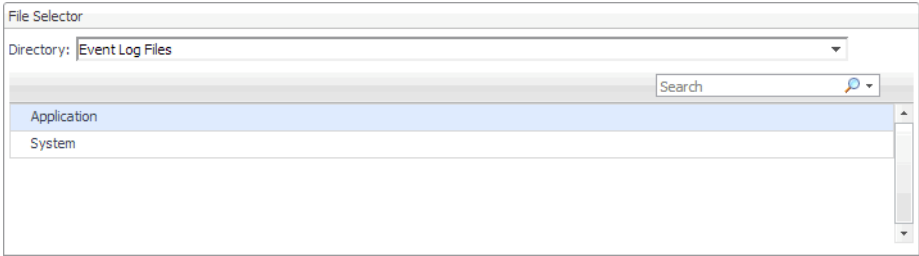 File Selector
Directory: Event Log Files
Search
Application
System